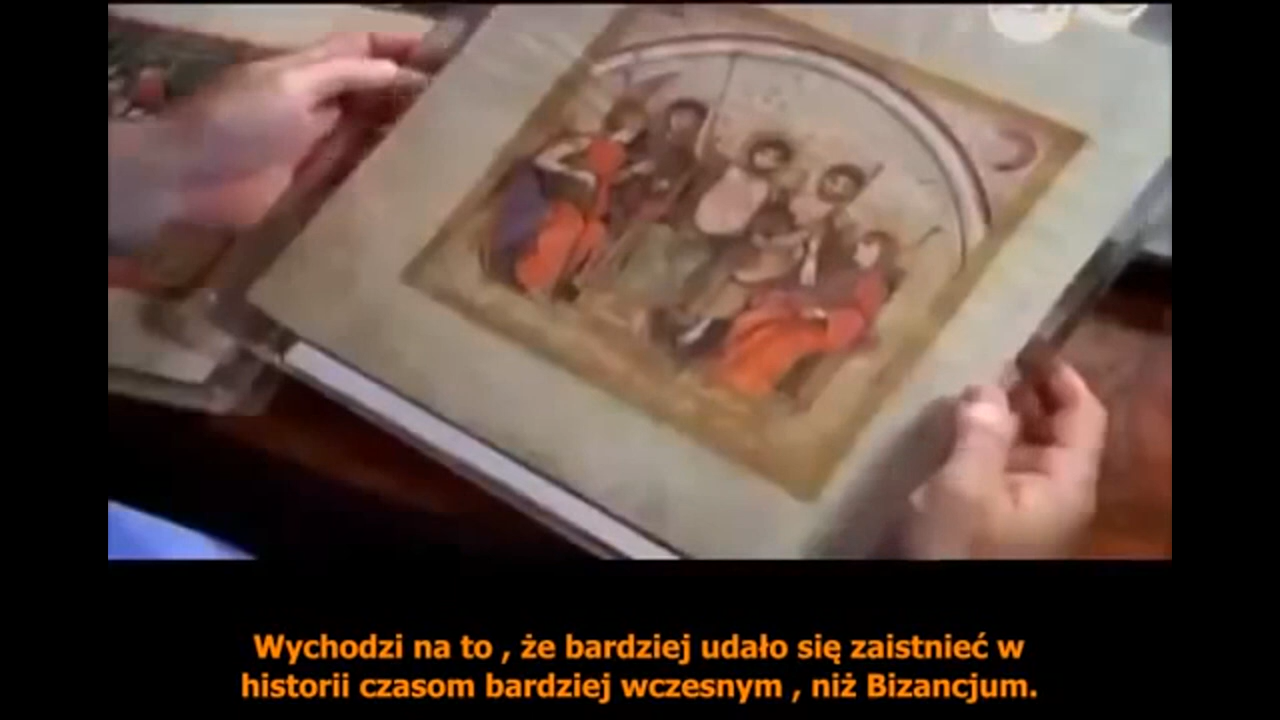 Wychodzi na to , że bardziej udało się zaistnieć w
historii czasom bardziej wczesnym , niż Bizancjum.